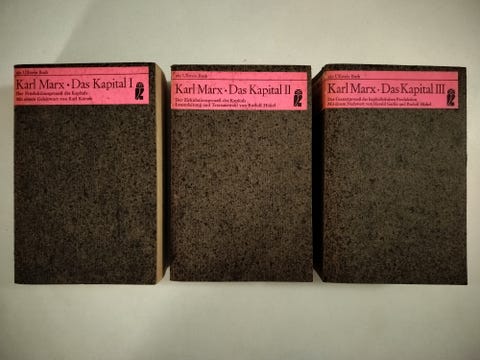 ein Ullstein Buch
Karl Marx · Das Kapital I
Der Produktionsprozeß des Kapitals
Mit einem Geleitwort von Karl Korsch
ein Ullstein Buch
Karl Marx · Das Kapital II
Der Zirkulationsprozeß des Kapitals
ein Ullstein Buch
Karl Marx · Das Kapital III
Der Gesamtprozeß der kapitalistischen Produktion